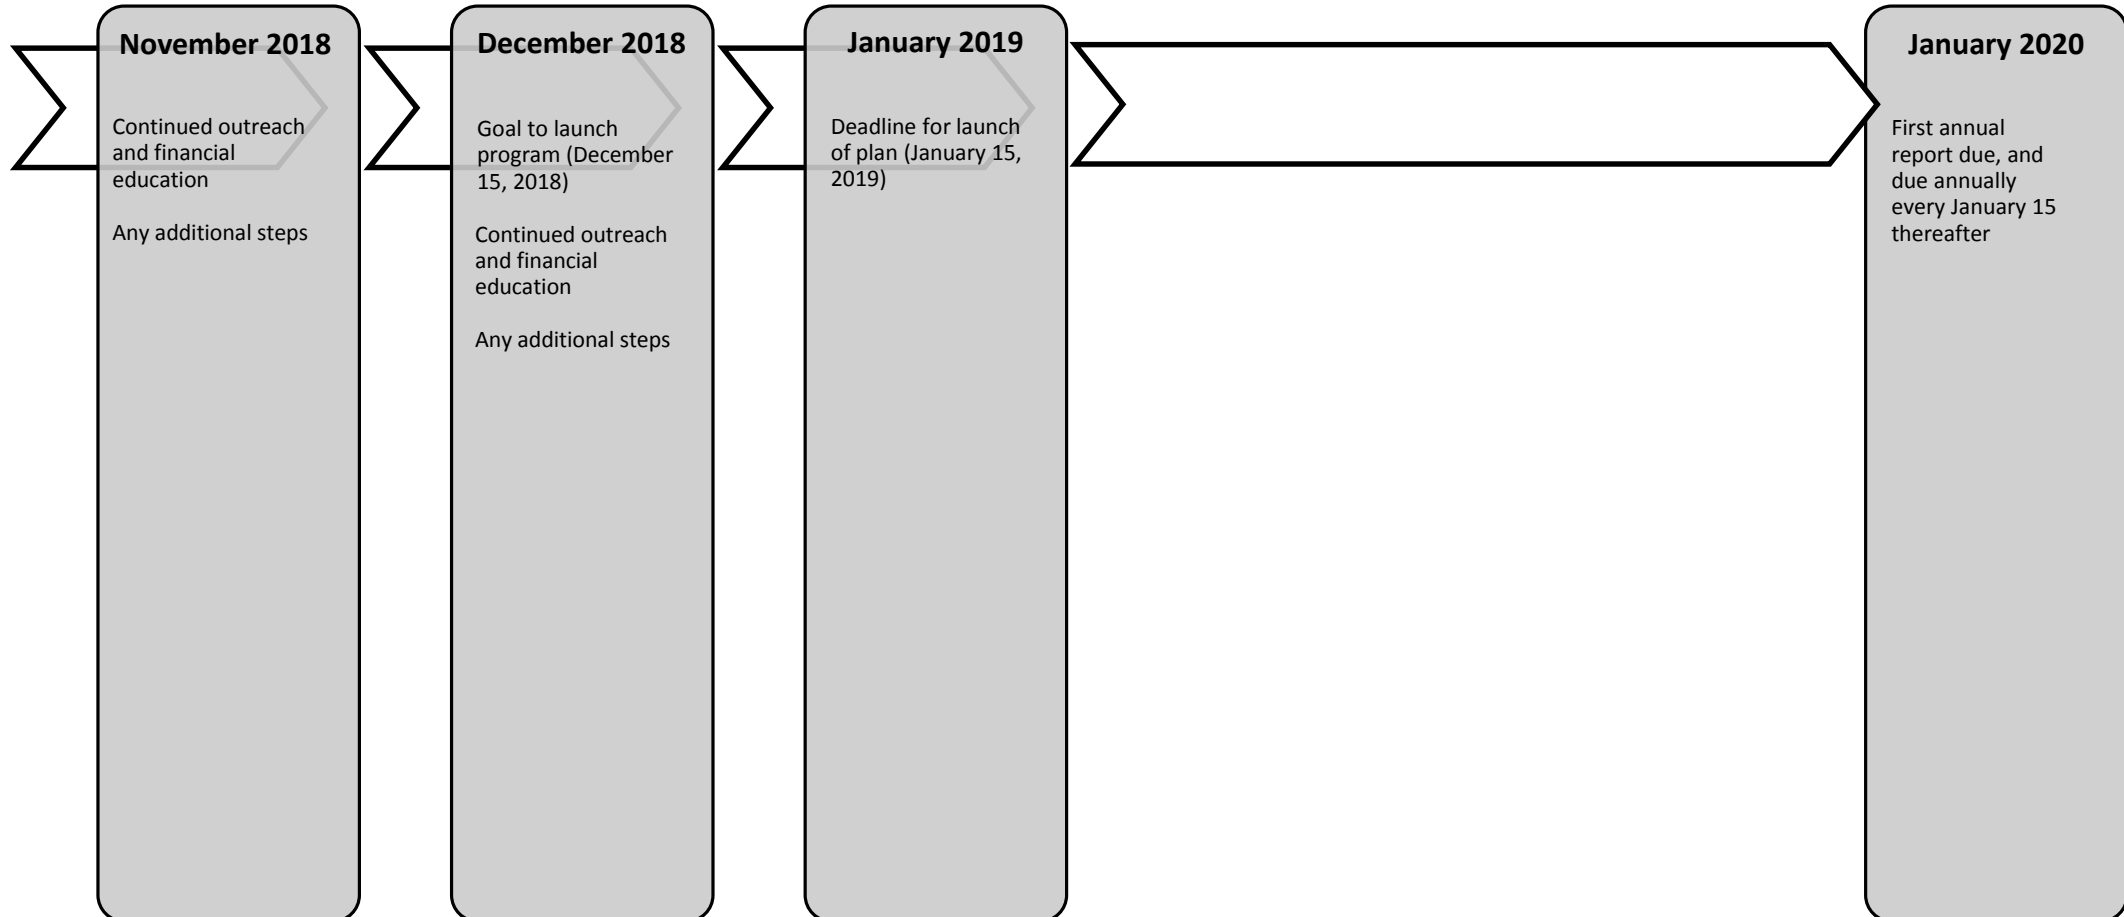 November 2018
Continued outreach
and financial
education
Any additional steps
December 2018
Goal to launch
program (December
15, 2018)
Continued outreach
and financial
education
Any additional steps
January 2019
Deadline for launch
of plan (January 15,
2019)
January 2020
First annual
report due, and
due annually
every January 15
thereafter